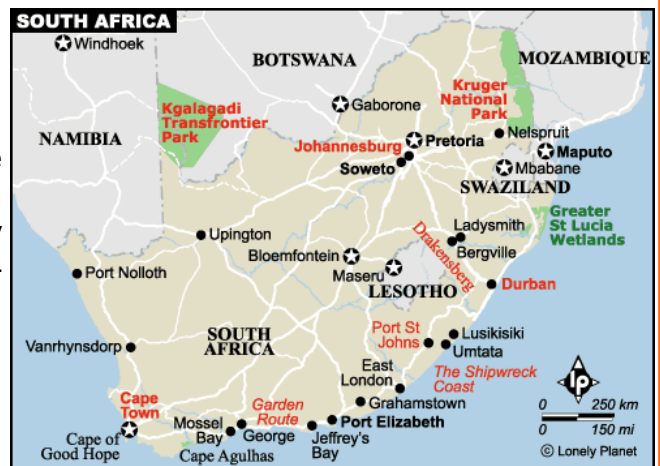 SOUTH AFRICA
Windhoek
BOTSWANA
MOZAMBIQUE
Kgalagadi
Transfrontier
Park
Gaborone
Kruger
National
Park
NAMIBIA
Johannesburg
Pretoria
Nelspruit
Maputo
Soweto
Mbabane
SWAZILAND
Greater
St Lucia
Wetlands
Upington
Ladysmith
Bergville
Drakensberg
Bloemfontein
Maseru
LESOTHO
Port Nolloth
Durban
SOUTH
AFRICA
Port St
Johns
Lusikisiki
Umtata
Vanrhynsdorp
East
London
The Shipwreck
Coast
Cape
Town
Garden
Route
Grahamstown
Mossel
Bay
George
Port Elizabeth
Jeffrey's
Bay
Cape of
Good Hope
Cape Agulhas
lp
0 250 km
0 150 mi
© Lonely Planet